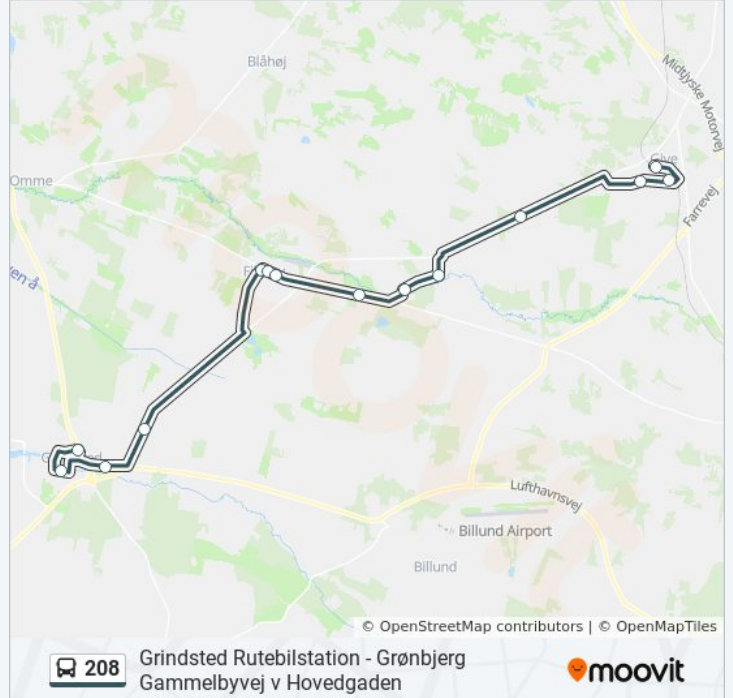 Blåhøj
Midtjyske Motorvej
Omme
Give
Farrevej
en å
Lufthavnsvej
Billund Airport
Billund
© OpenStreetMap contributors | © OpenMapTiles
208
Grindsted Rutebilstation - Grønbjerg
Gammelbyvej v Hovedgaden
moovit